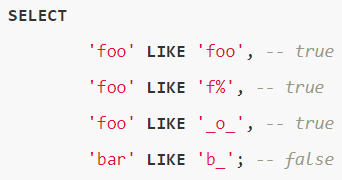 SELECT
'foo' LIKE 'foo', -- true
'foo' LIKE 'f%', -- true
'foo' LIKE '_o_', -- true
'bar' LIKE 'b_'; -- false